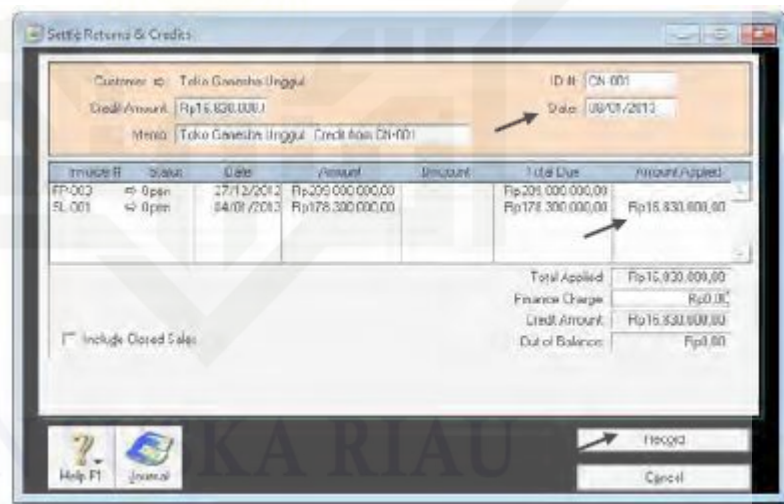 Settle Returns & Credits
Customer ⇨ Toko Ganesha Unggul ID #: CN-001
Credit Amount: Rp16.830.000,( Date: 08/01/2013
Memo: Toko Ganesha Unggul: Credit from CN-001
Invoice # Status Date Amount Discount Total Due Amount Applied
FP-003 ⇨ Open 27/12/2012 Rp209.000.000,00 Rp209.000.000,00
SL-001 ⇨ Open 04/01/2013 Rp178.300.000,00 Rp178.300.000,00 Rp16.830.000,00
Total Applied: Rp16.830.000,00
Finance Charge: Rp0,00
Credit Amount: Rp16.830.000,00
Include Closed Sales Out of Balance: Rp0,00
Record
Help F1 Journal Cancel
SKA RIAU